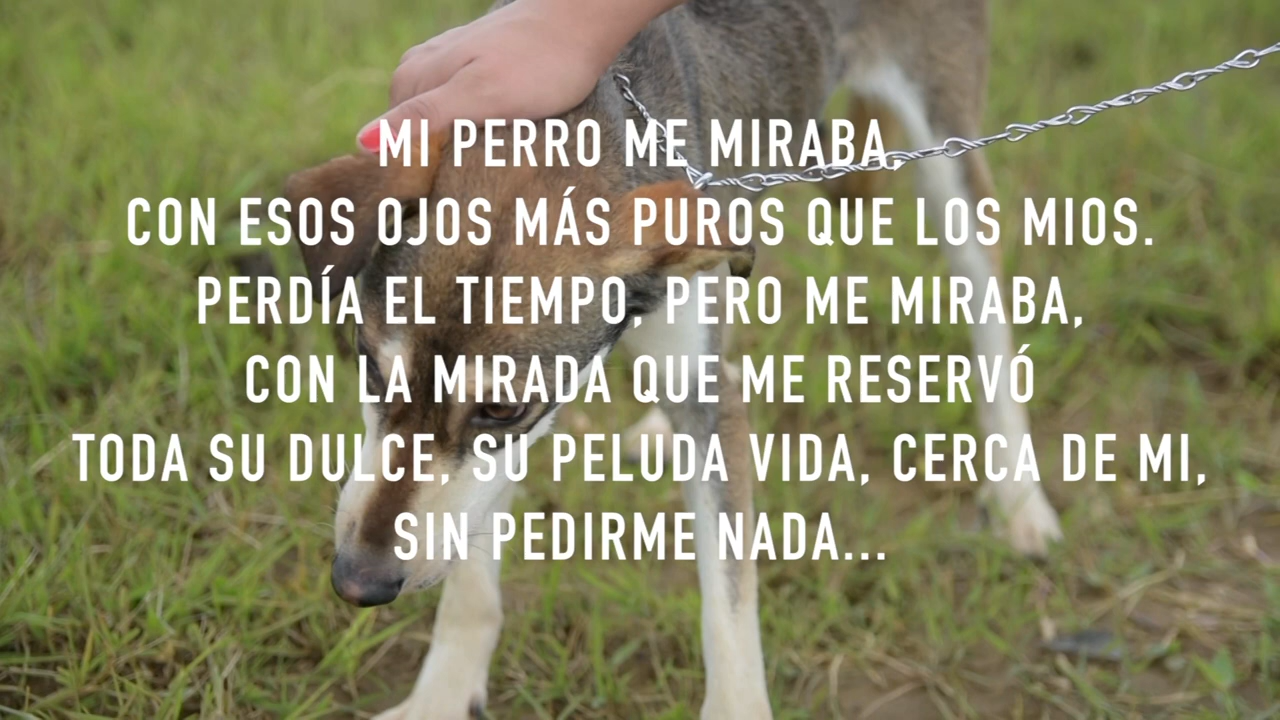 MI PERRO ME MIRABA,
CON ESOS OJOS MÁS PUROS QUE LOS MIOS.
PERDÍA EL TIEMPO, PERO ME MIRABA,
CON LA MIRADA QUE ME RESERVÓ
TODA SU DULCE, SU PELUDA VIDA, CERCA DE MI,
SIN PEDIRME NADA...